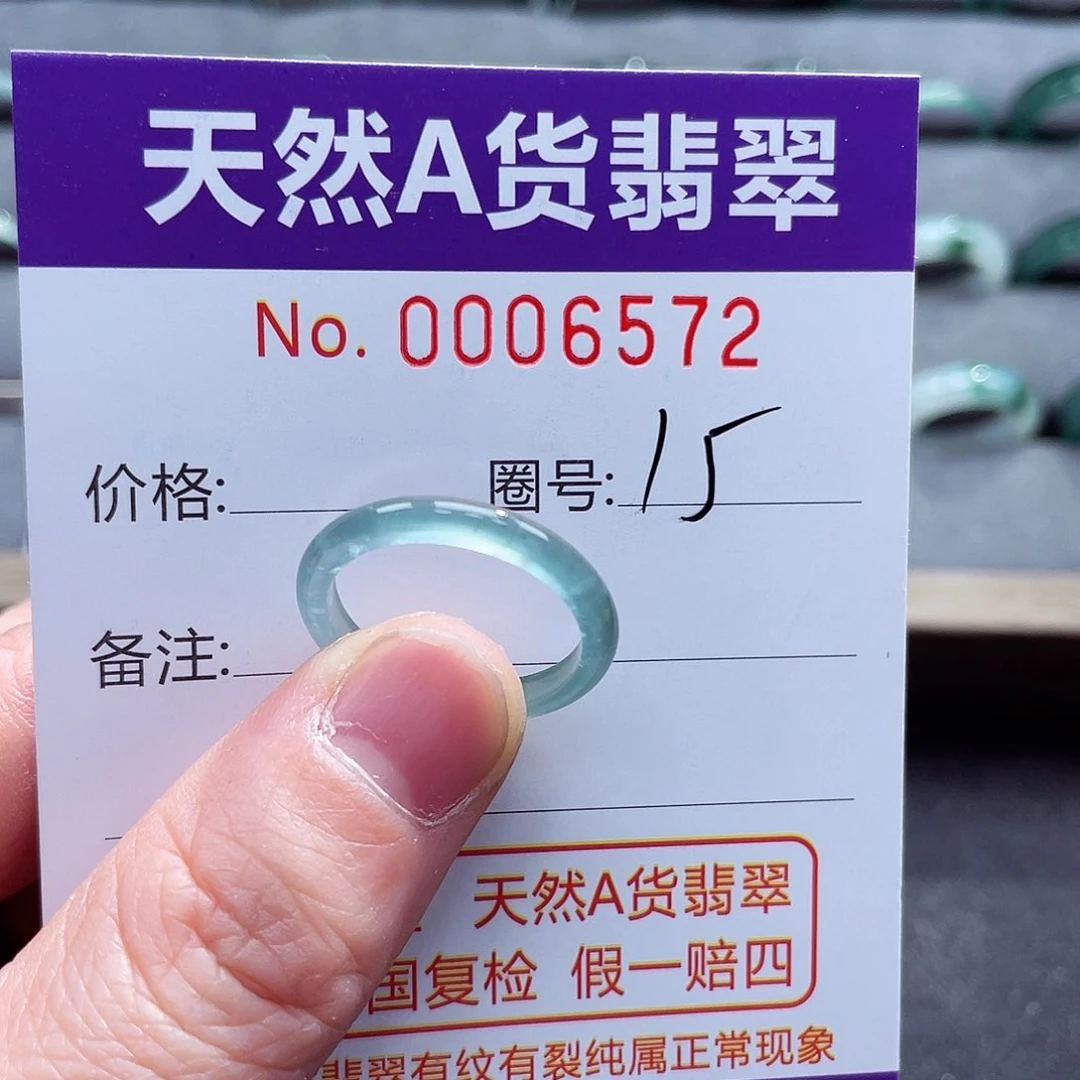 天然A货翡翠
No. 0006572
价格: 圈号: 15
备注:
天然A货翡翠
国复检 假一赔四
翡翠有纹有裂纯属正常现象